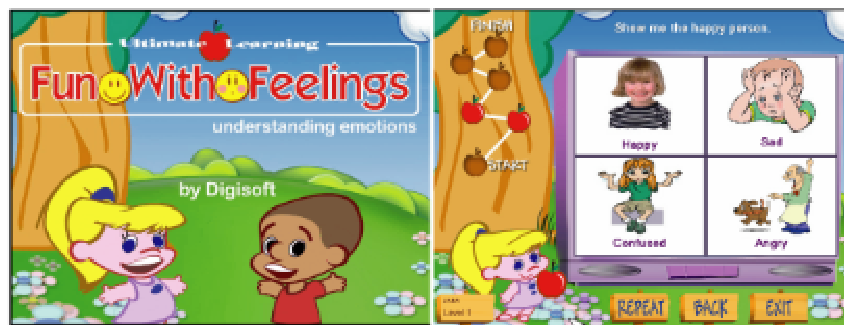 Ultimate Learning
Fun With Feelings
understanding emotions
by Digisoft
FINISH
START
Show me the happy person.
Happy
Sad
Confused
Angry
Level 1
REPEAT
BACK
EXIT